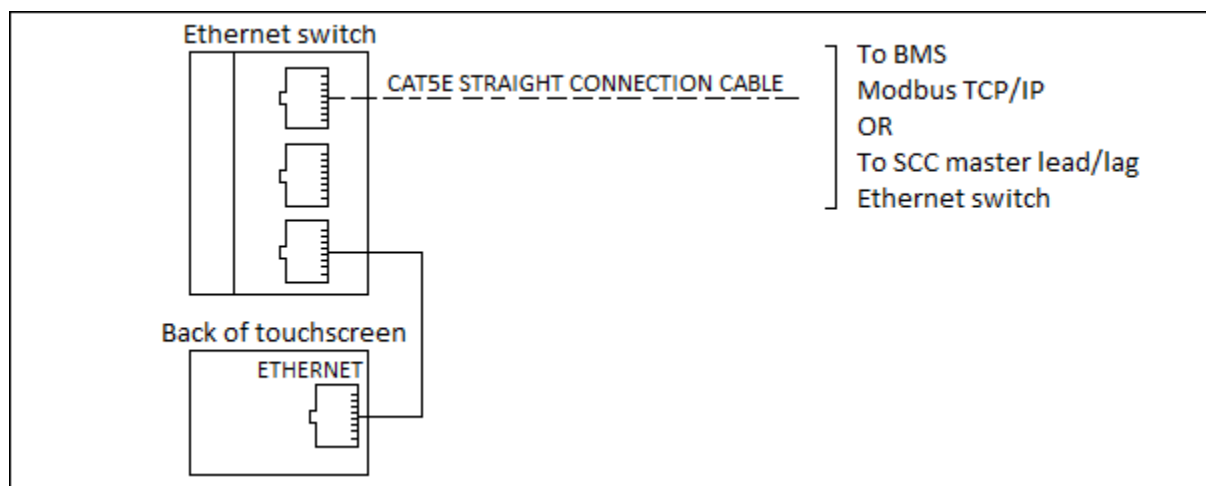 Ethernet switch
CAT5E STRAIGHT CONNECTION CABLE
To BMS
Modbus TCP/IP
OR
To SCC master lead/lag
Ethernet switch
Back of touchscreen
ETHERNET